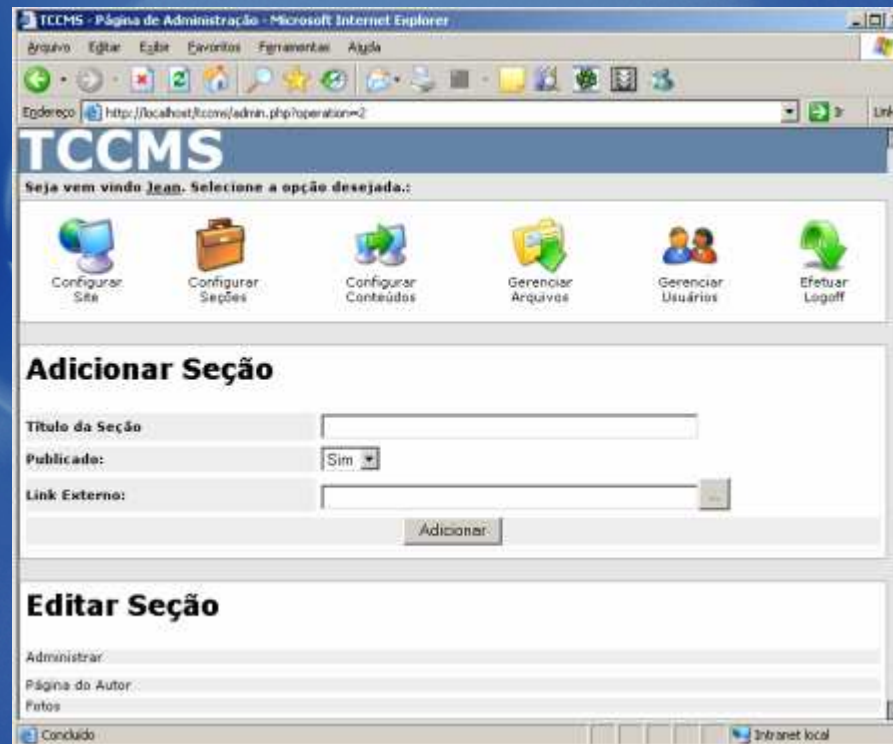 TCCMS - Página de Administração - Microsoft Internet Explorer
Arquivo Editar Exibir Favoritos Ferramentas Ajuda
Endereço http://localhost/tccms/admin.php?operation=2 Ir
TCCMS
Seja vem vindo Jean. Selecione a opção desejada.:
Configurar Site
Configurar Seções
Configurar Conteúdos
Gerenciar Arquivos
Gerenciar Usuários
Efetuar Logoff
Adicionar Seção
Título da Seção
Publicado: Sim
Link Externo: ...
Adicionar
Editar Seção
Administrar
Página do Autor
Fotos
Concluído Intranet local